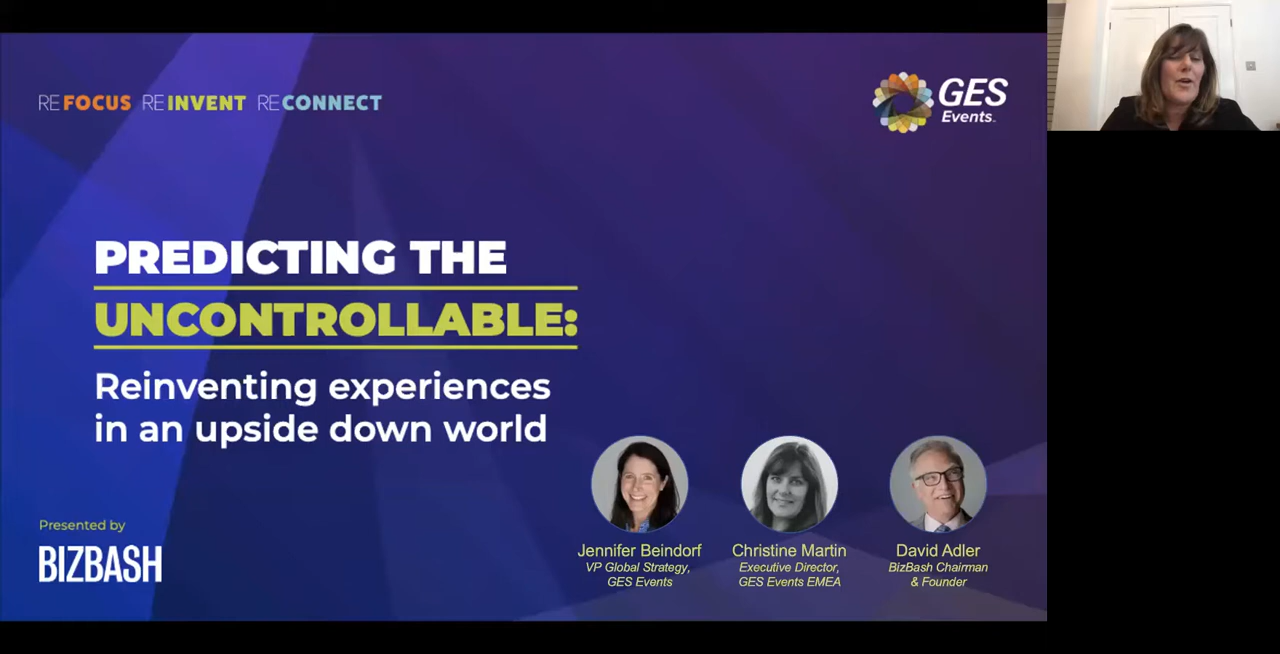 REFOCUS REINVENT RECONNECT
GES
Events™
PREDICTING THE
UNCONTROLLABLE:
Reinventing experiences
in an upside down world
Presented by
BIZBASH
Jennifer Beindorf
VP Global Strategy,
GES Events
Christine Martin
Executive Director,
GES Events EMEA
David Adler
BizBash Chairman
& Founder